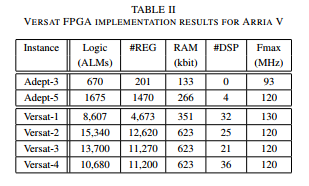 TABLE II
VERSAT FPGA IMPLEMENTATION RESULTS FOR ARRIA V
Instance Logic #REG RAM #DSP Fmax
(ALMs) (kbit) (MHz)
Adept-3 670 201 133 0 93
Adept-5 1675 1470 266 4 120
Versat-1 8,607 4,673 351 32 130
Versat-2 15,340 12,620 623 25 120
Versat-3 13,700 11,270 623 21 120
Versat-4 10,680 11,200 623 36 120